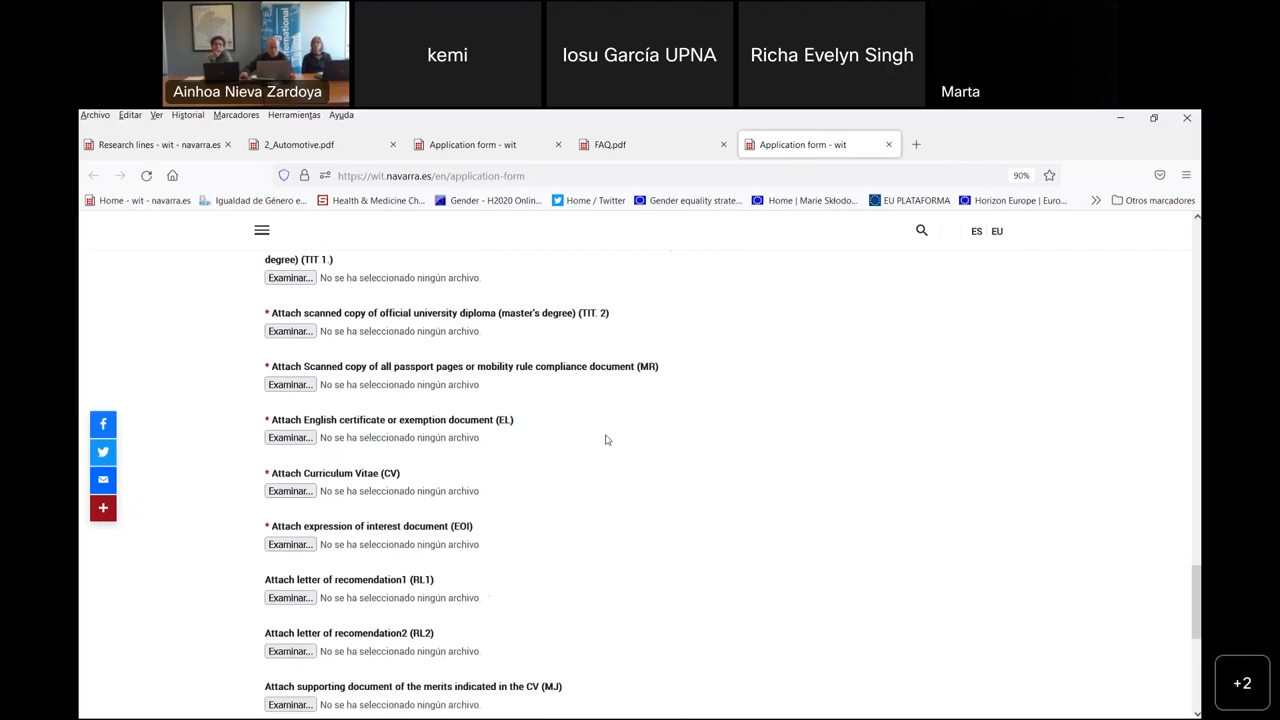 kemi
Iosu García UPNA
Richa Evelyn Singh
Ainhoa Nieva Zardoya
Marta
Archivo Editar Ver Historial Marcadores Herramientas Ayuda
Research lines - wit - navarra.es
2_Automotive.pdf
Application form - wit
FAQ.pdf
Application form - wit
https://wit.navarra.es/en/application-form
90%
Home - wit - navarra.es
Igualdad de Género e...
Health & Medicine Ch...
Gender - H2020 Onlin...
Home / Twitter
Gender equality strate...
Home | Marie Skłodo...
EU PLATAFORMA
Horizon Europe | Euro...
Otros marcadores
ES EU
degree) (TIT 1.)
Examinar... No se ha seleccionado ningún archivo.
* Attach scanned copy of official university diploma (master's degree) (TIT. 2)
Examinar... No se ha seleccionado ningún archivo.
* Attach Scanned copy of all passport pages or mobility rule compliance document (MR)
Examinar... No se ha seleccionado ningún archivo.
* Attach English certificate or exemption document (EL)
Examinar... No se ha seleccionado ningún archivo.
* Attach Curriculum Vitae (CV)
Examinar... No se ha seleccionado ningún archivo.
* Attach expression of interest document (EOI)
Examinar... No se ha seleccionado ningún archivo.
Attach letter of recomendation1 (RL1)
Examinar... No se ha seleccionado ningún archivo.
Attach letter of recomendation2 (RL2)
Examinar... No se ha seleccionado ningún archivo.
Attach supporting document of the merits indicated in the CV (MJ)
Examinar... No se ha seleccionado ningún archivo.
+2